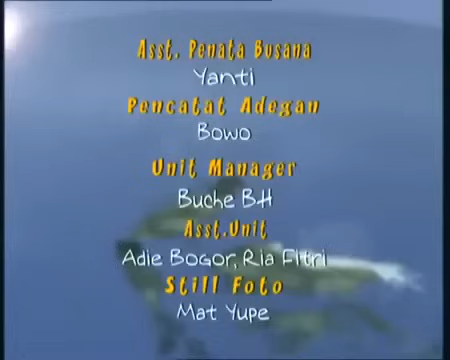 Asst. Penata Busana
Yanti
Pencatat Adegan
Bowo
Unit Manager
Buche B.H
Asst.Unit
Adie Bogor, Ria Fitri
Still Foto
Mat Yupe